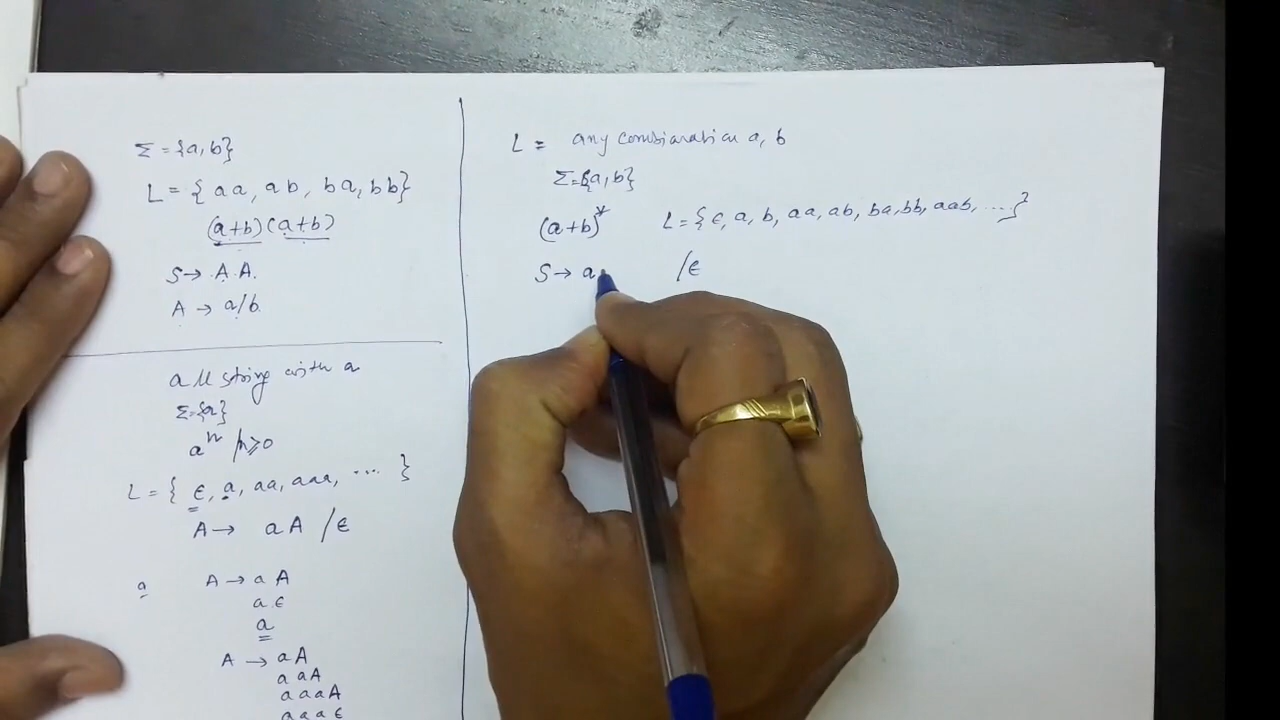 Σ = {a, b}
L = { aa, ab, ba, bb}
(a+b)(a+b)
S → A A.
A → a/b.
all string with a
Σ={a}
aⁿ /n≥0
L = { ϵ, a, aa, aaa, .... }
A → aA /ϵ
a
A → a A
a.ϵ
a
A → aA
a aA
a a a A
a a a ϵ
L = any combination a, b
Σ={a, b}
(a+b)*
L = {ϵ, a, b, aa, ab, ba, bb, aab, ....}
S → a /ϵ